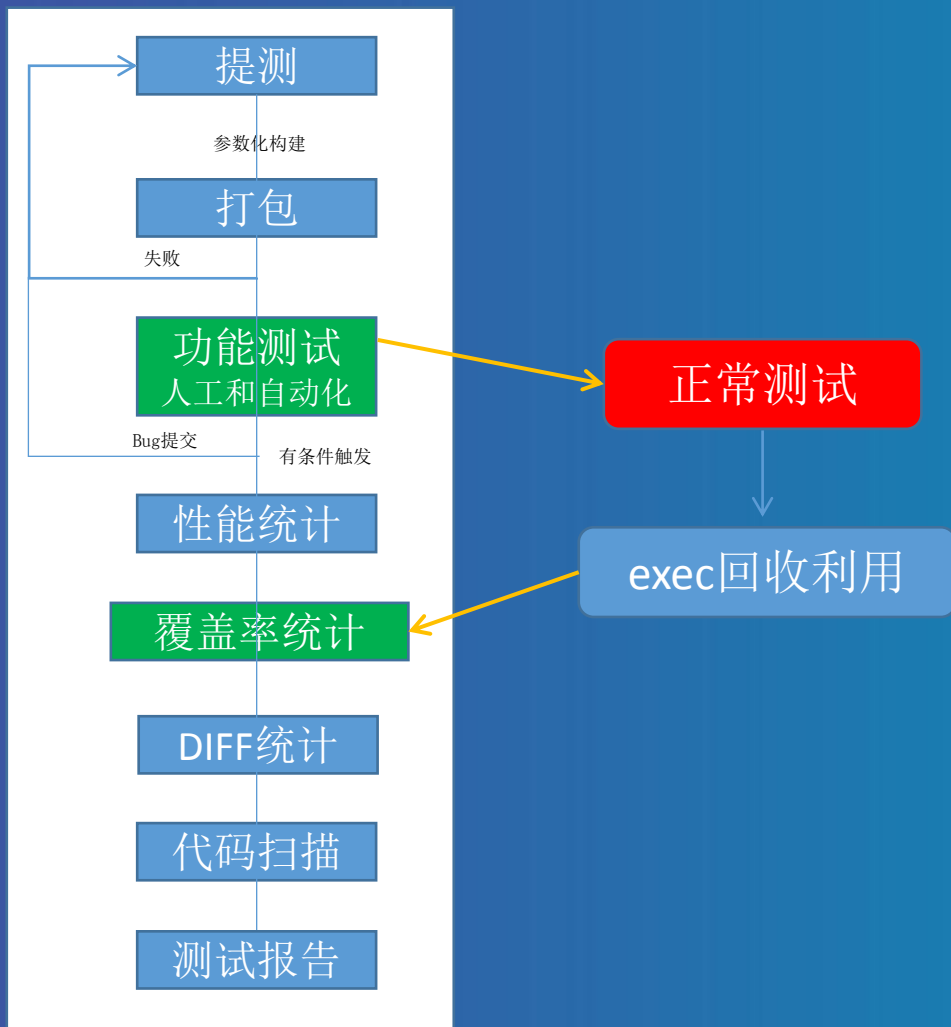 提测
参数化构建
打包
失败
功能测试
人工和自动化
正常测试
Bug提交
有条件触发
性能统计
exec回收利用
覆盖率统计
DIFF统计
代码扫描
测试报告